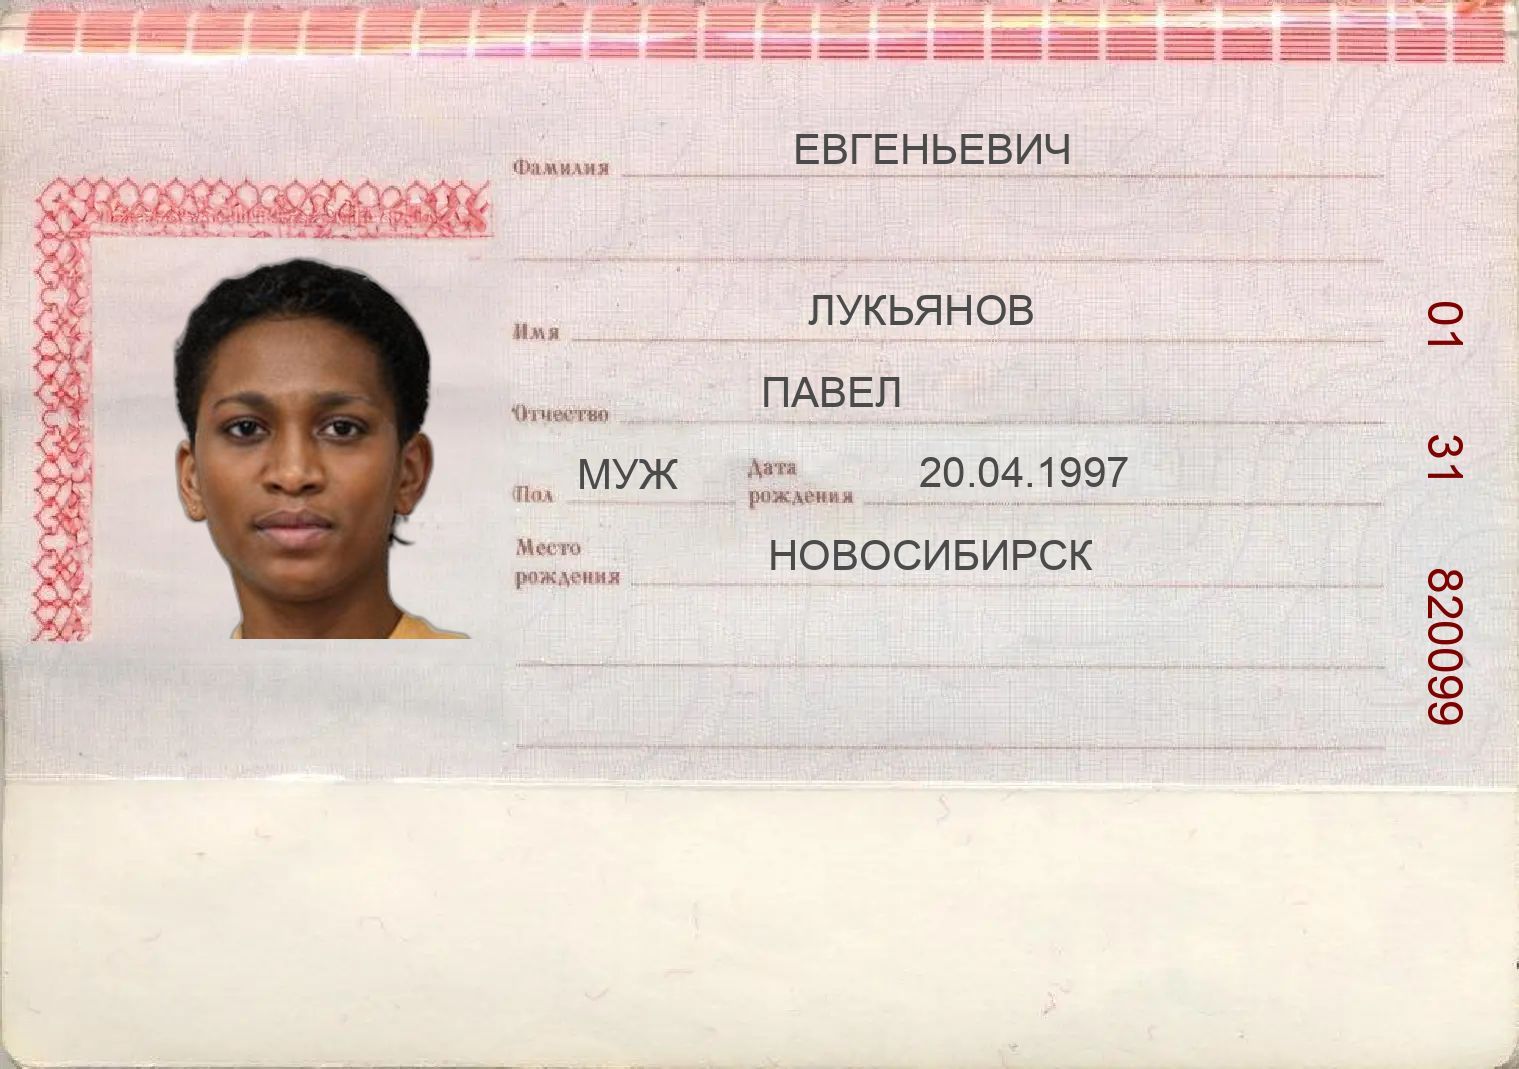 Фамилия ЕВГЕНЬЕВИЧ
Имя ЛУКЬЯНОВ
Отчество ПАВЕЛ
Пол МУЖ Дата рождения 20.04.1997
Место рождения НОВОСИБИРСК
01 31 820099